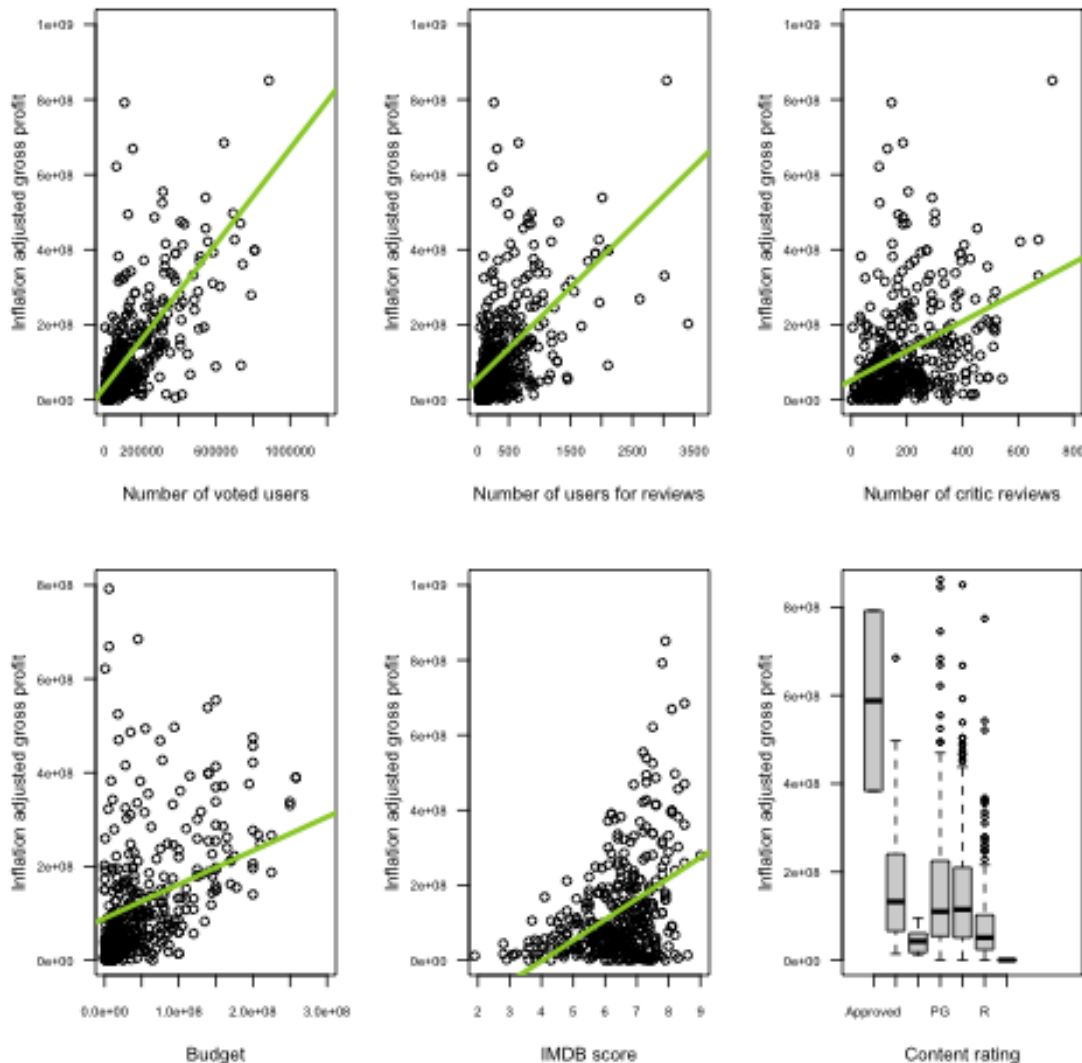 Inflation adjusted gross profit
1e+09
8e+08
6e+08
4e+08
2e+08
0e+00
0 200000 600000 1000000
Number of voted users
Inflation adjusted gross profit
1e+09
8e+08
6e+08
4e+08
2e+08
0e+00
0 500 1500 2500 3500
Number of users for reviews
Inflation adjusted gross profit
1e+09
8e+08
6e+08
4e+08
2e+08
0e+00
0 200 400 600 800
Number of critic reviews
Inflation adjusted gross profit
8e+08
6e+08
4e+08
2e+08
0e+00
0.0e+00 1.0e+08 2.0e+08 3.0e+08
Budget
Inflation adjusted gross profit
1e+09
8e+08
6e+08
4e+08
2e+08
0e+00
2 3 4 5 6 7 8 9
IMDB score
Inflation adjusted gross profit
8e+08
6e+08
4e+08
2e+08
0e+00
Approved PG R
Content rating